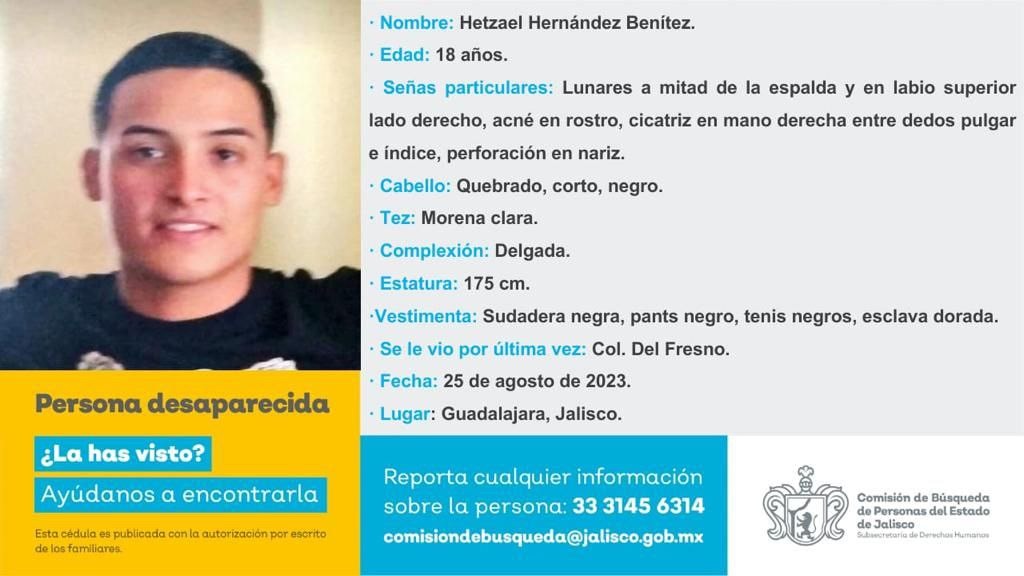 · Nombre: Hetzael Hernández Benítez.
· Edad: 18 años.
· Señas particulares: Lunares a mitad de la espalda y en labio superior
lado derecho, acné en rostro, cicatriz en mano derecha entre dedos pulgar
e índice, perforación en nariz.
· Cabello: Quebrado, corto, negro.
· Tez: Morena clara.
· Complexión: Delgada.
· Estatura: 175 cm.
·Vestimenta: Sudadera negra, pants negro, tenis negros, esclava dorada.
· Se le vio por última vez: Col. Del Fresno.
· Fecha: 25 de agosto de 2023.
· Lugar: Guadalajara, Jalisco.
Persona desaparecida
¿La has visto?
Ayúdanos a encontrarla
Esta cédula es publicada con la autorización por escrito
de los familiares.
Reporta cualquier información
sobre la persona: 33 3145 6314
comisiondebusqueda@jalisco.gob.mx
Comisión de Búsqueda
de Personas del Estado
de Jalisco
Subsecretaría de Derechos Humanos